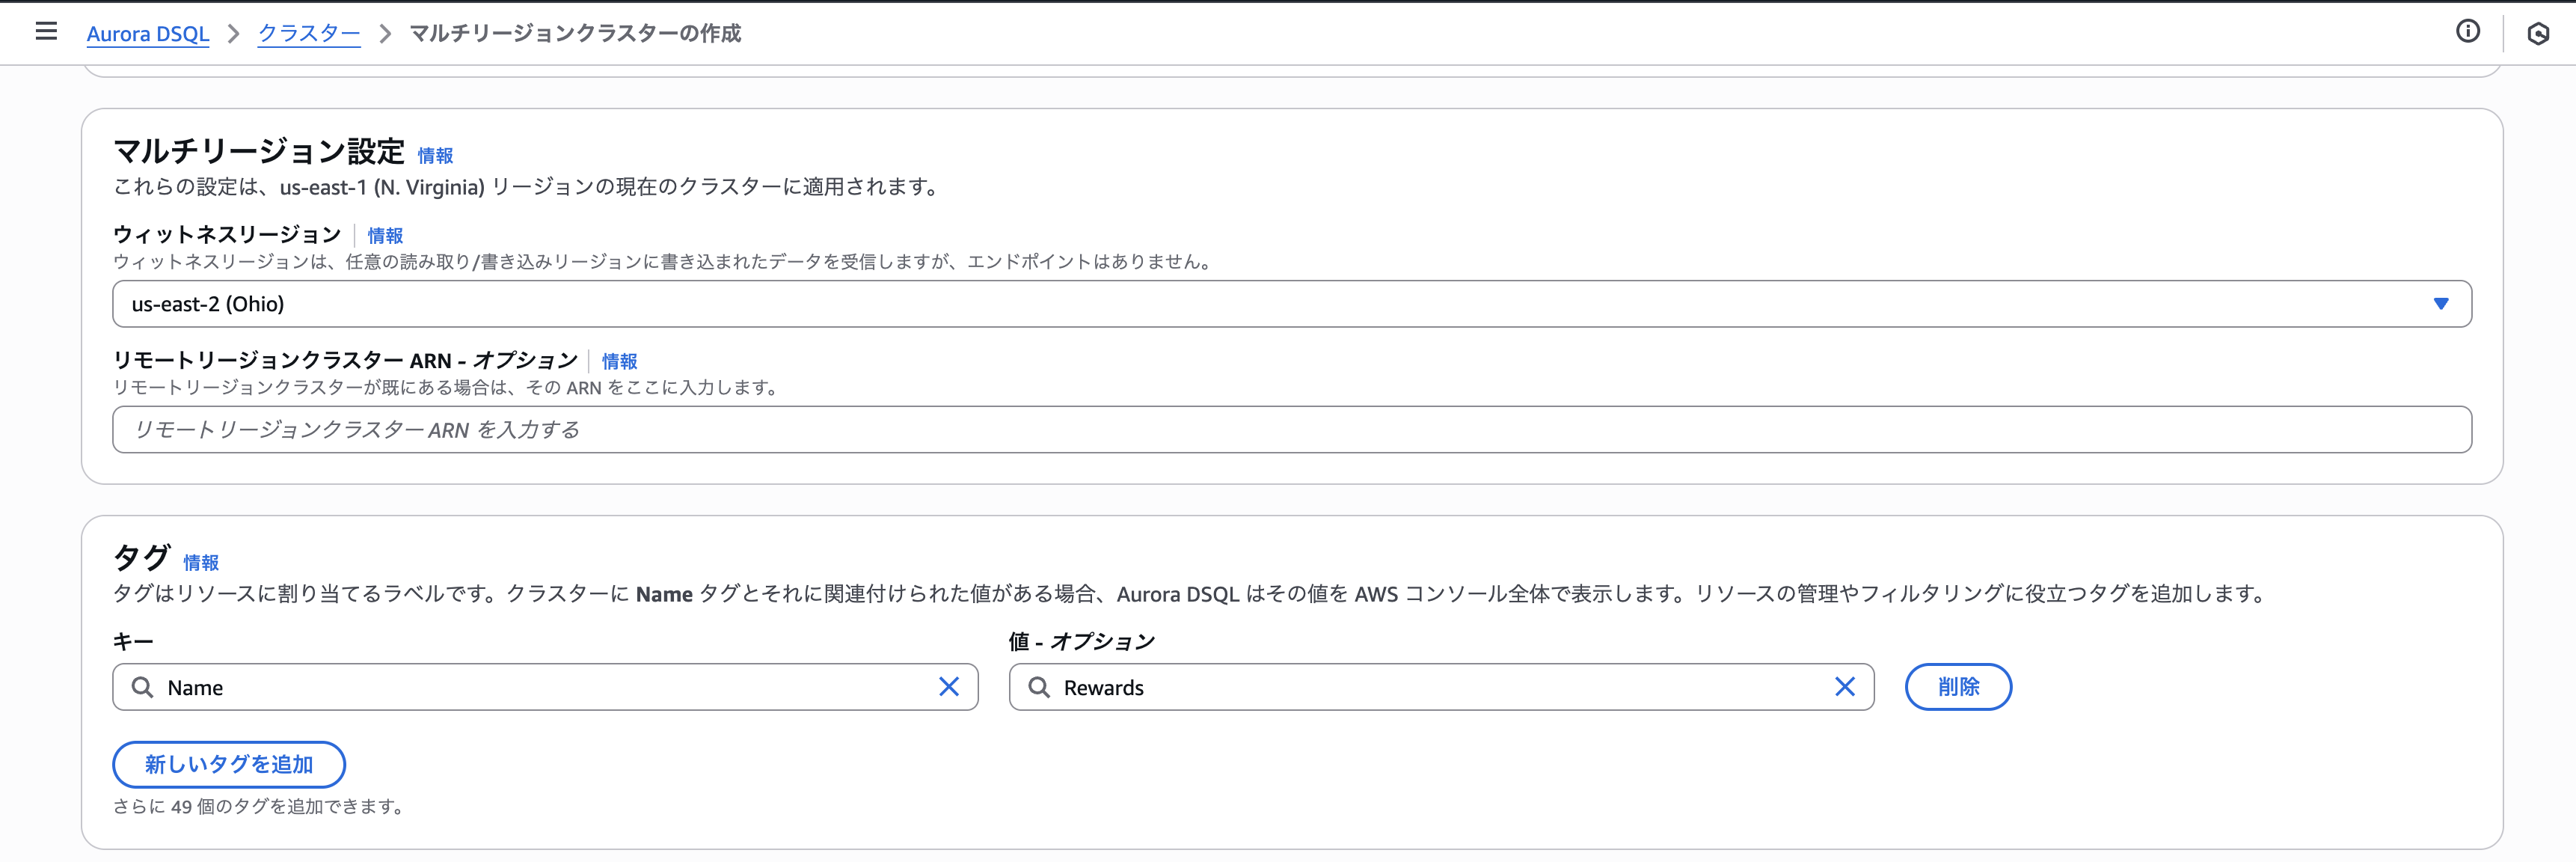 Aurora DSQL > クラスター > マルチリージョンクラスターの作成
マルチリージョン設定 情報
これらの設定は、us-east-1 (N. Virginia) リージョンの現在のクラスターに適用されます。
ウィットネスリージョン | 情報
ウィットネスリージョンは、任意の読み取り/書き込みリージョンに書き込まれたデータを受信しますが、エンドポイントはありません。
us-east-2 (Ohio)
リモートリージョンクラスター ARN - オプション | 情報
リモートリージョンクラスターが既にある場合は、その ARN をここに入力します。
リモートリージョンクラスター ARN を入力する
タグ 情報
タグはリソースに割り当てるラベルです。クラスターに Name タグとそれに関連付けられた値がある場合、Aurora DSQL はその値を AWS コンソール全体で表示します。リソースの管理やフィルタリングに役立つタグを追加します。
キー 値 - オプション
Name Rewards 削除
新しいタグを追加
さらに 49 個のタグを追加できます。